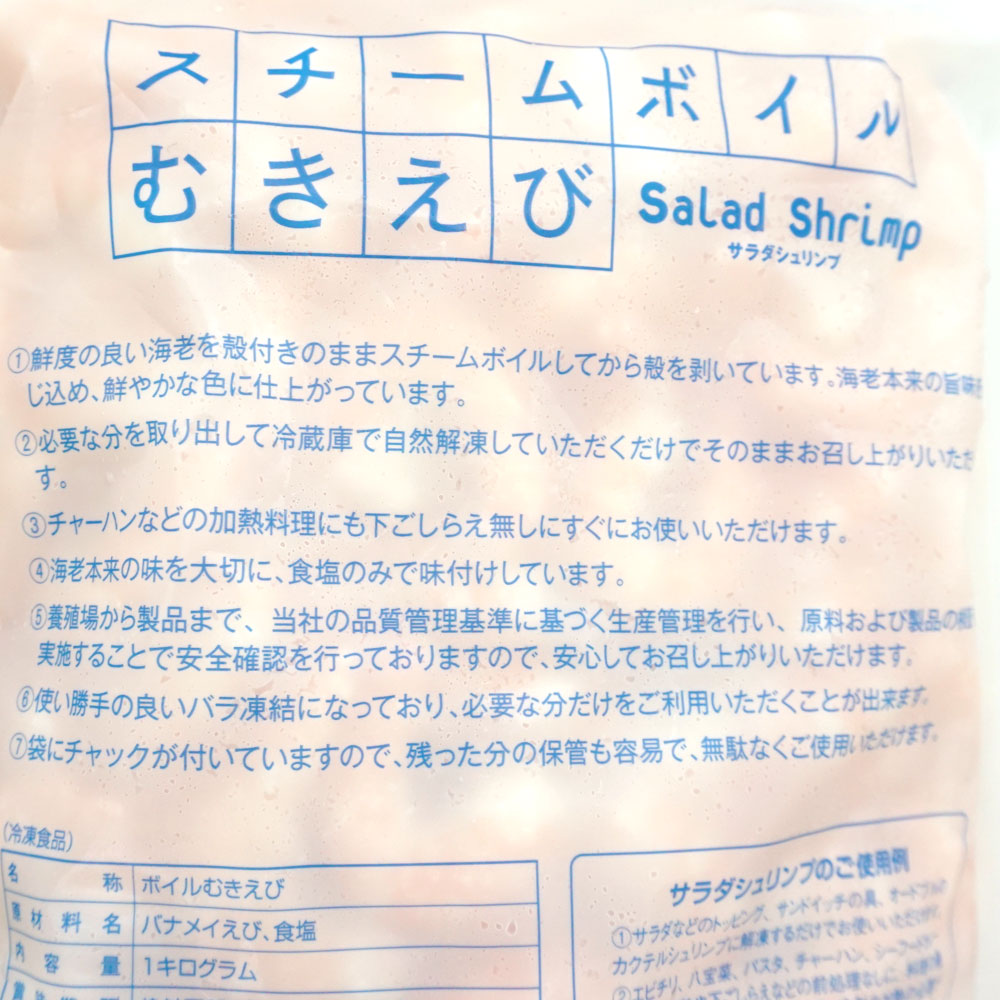 スチームボイル
むきえび
Salad Shrimp
サラダシュリンプ
①鮮度の良い海老を殻付きのままスチームボイルしてから殻を剥いています。海老本来の旨味を
じ込め、鮮やかな色に仕上がっています。
②必要な分を取り出して冷蔵庫で自然解凍していただくだけでそのままお召し上がりいただ
す。
③チャーハンなどの加熱料理にも下ごしらえ無しにすぐにお使いいただけます。
④海老本来の味を大切に、食塩のみで味付けしています。
⑤養殖場から製品まで、当社の品質管理基準に基づく生産管理を行い、原料および製品の
実施することで安全確認を行っておりますので、安心してお召し上がりいただけます。
⑥使い勝手の良いバラ凍結になっており、必要な分だけをご利用いただくことが出来ます。
⑦袋にチャックが付いていますので、残った分の保管も容易で、無駄なくご使用いただけます。
(冷凍食品)
名称 ボイルむきえび
原材料名 バナメイえび、食塩
内容量 1キログラム
サラダシュリンプのご使用例
①サラダなどのトッピング、サンドイッチの具、オードブルの
カクテルシュリンプに解凍するだけでお使いいただけます。
②エビチリ、八宝菜、パスタ、チャーハン、シーフード
下ごしらえなどの前処理なしに、